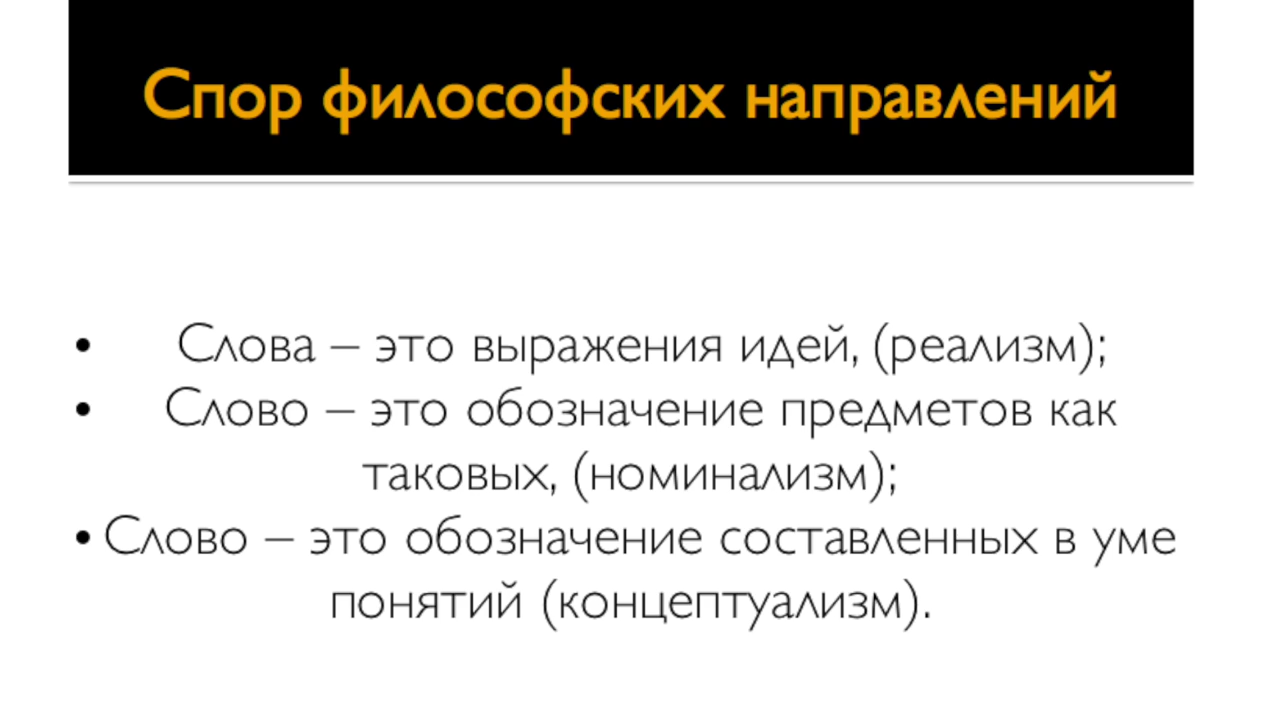 Спор философских направлений
• Слова – это выражения идей, (реализм);
• Слово – это обозначение предметов как
таковых, (номинализм);
• Слово – это обозначение составленных в уме
понятий (концептуализм).